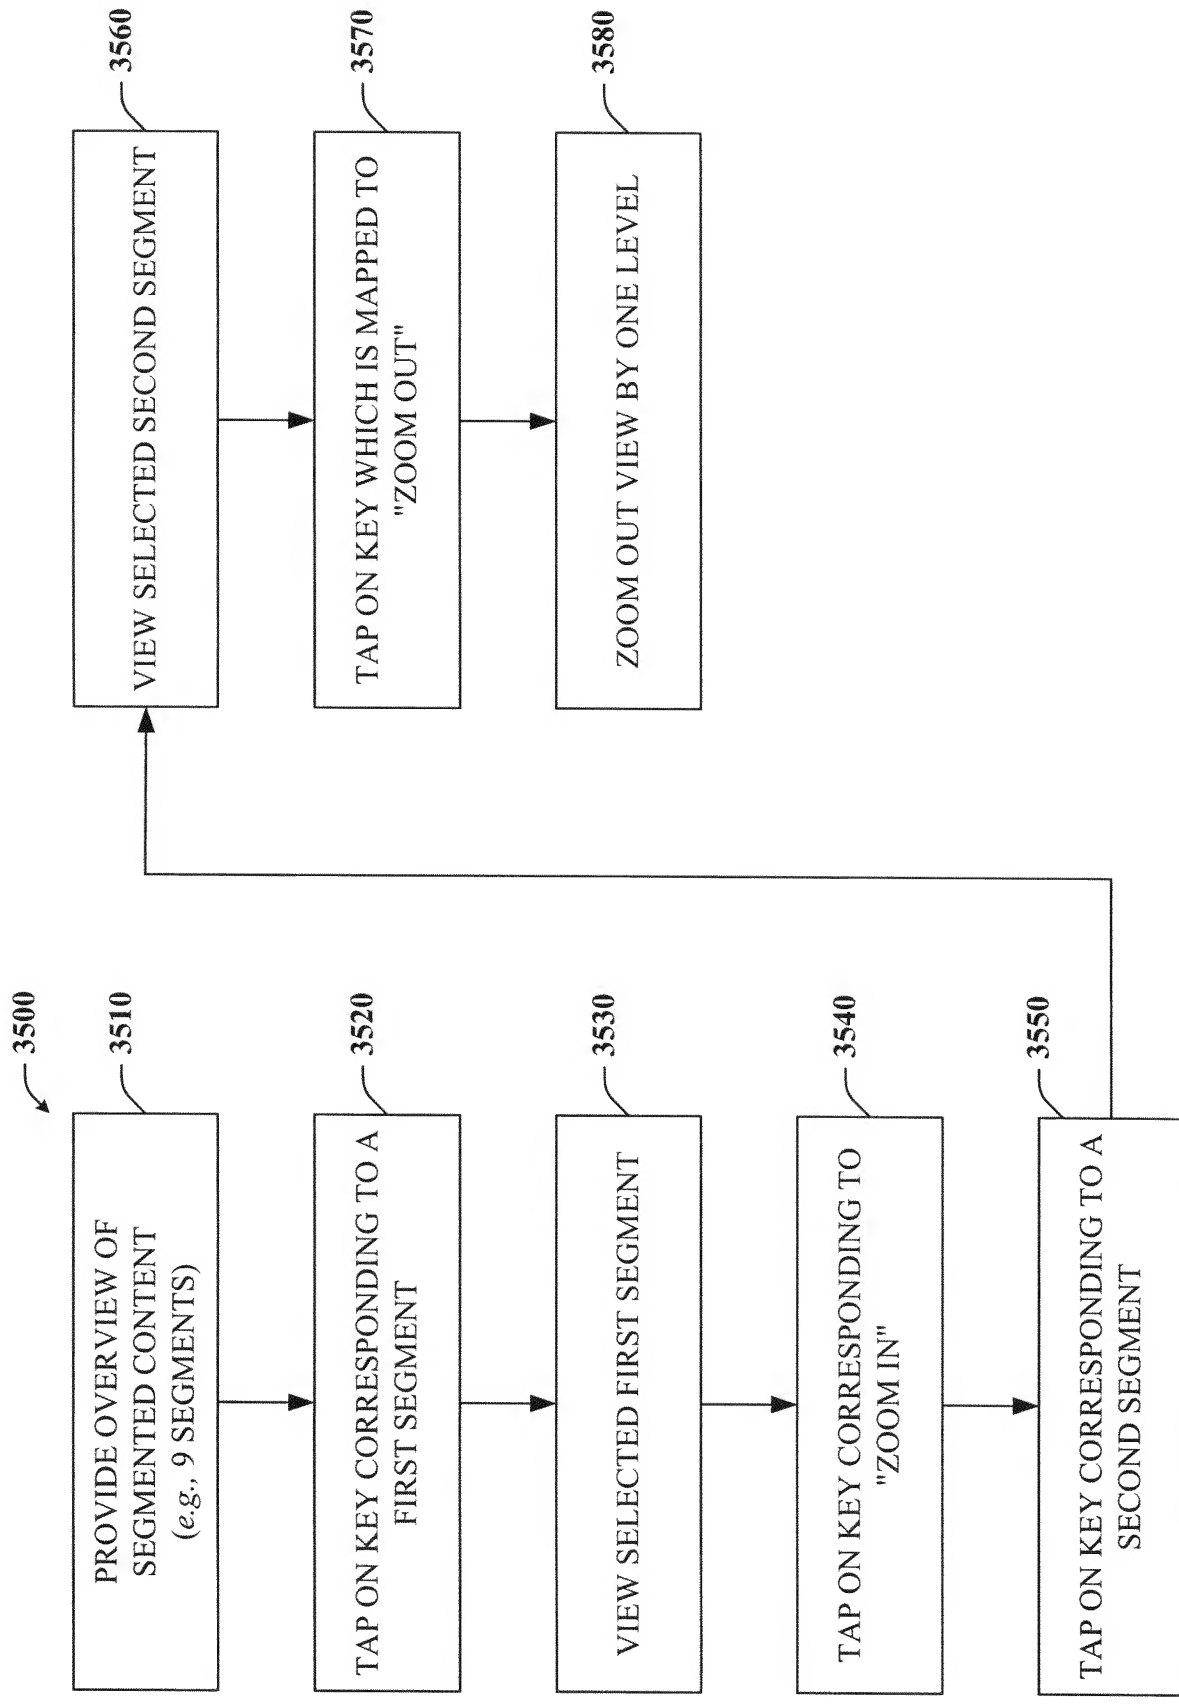 3500
3510
PROVIDE OVERVIEW OF
SEGMENTED CONTENT
(e.g., 9 SEGMENTS)
3520
TAP ON KEY CORRESPONDING TO A
FIRST SEGMENT
3530
VIEW SELECTED FIRST SEGMENT
3540
TAP ON KEY CORRESPONDING TO
"ZOOM IN"
3550
TAP ON KEY CORRESPONDING TO A
SECOND SEGMENT
3560
VIEW SELECTED SECOND SEGMENT
3570
TAP ON KEY WHICH IS MAPPED TO
"ZOOM OUT"
3580
ZOOM OUT VIEW BY ONE LEVEL